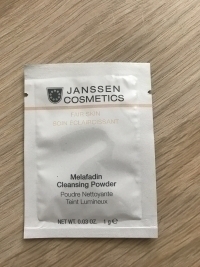 JANSSEN
COSMETICS
Melafadin
Cleansing Powder
Poudre Nettoyante
Teint Lumineux
NET WT. 0.03 OZ. 1 g e